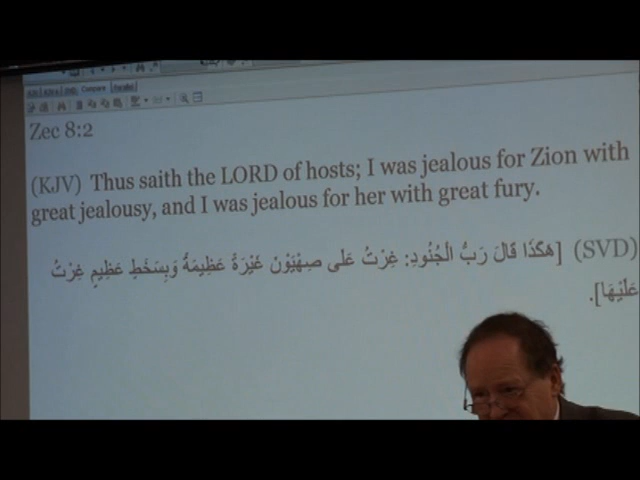 Compare
Zec 8:2
(KJV) Thus saith the LORD of hosts; I was jealous for Zion with
great jealousy, and I was jealous for her with great fury.
(SVD) [هكَذَا قَالَ رَبُّ الْجُنُودِ: غِرْتُ عَلَى صِهْيَوْنَ غَيْرَةً عَظِيمَةً وَبِسَخَطٍ عَظِيمٍ غِرْتُ
عَلَيْهَا].